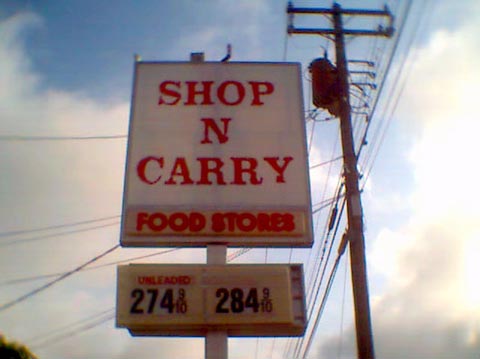 SHOP
N
CARRY
FOOD STORES
UNLEADED
274 9/10 284 9/10